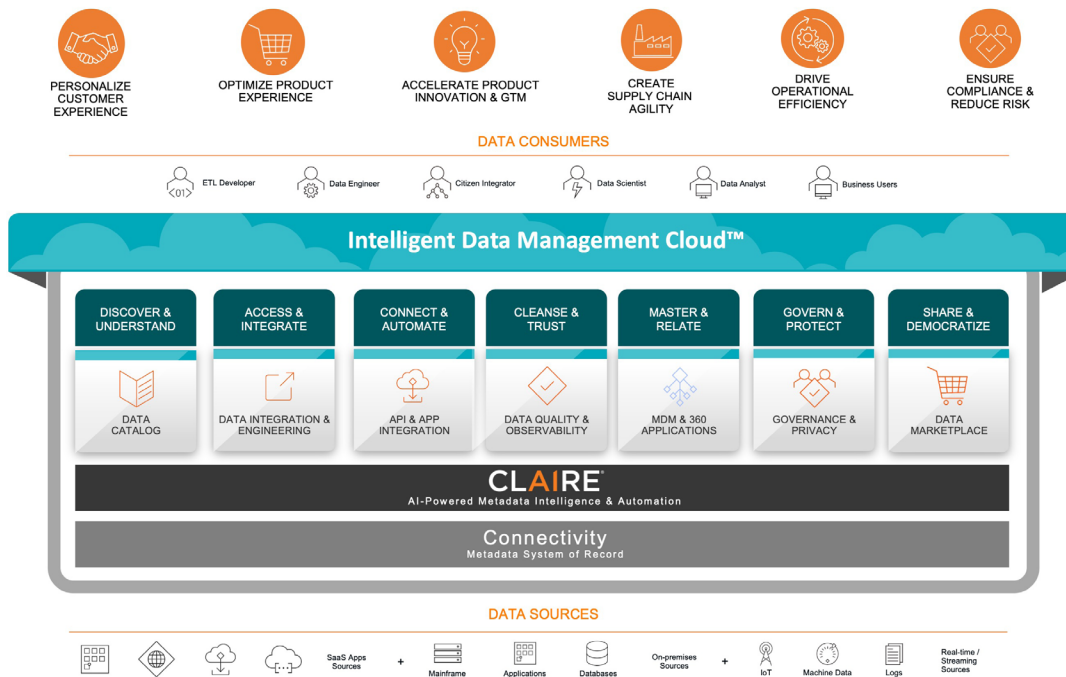 PERSONALIZE
CUSTOMER
EXPERIENCE
OPTIMIZE PRODUCT
EXPERIENCE
ACCELERATE PRODUCT
INNOVATION & GTM
CREATE
SUPPLY CHAIN
AGILITY
DRIVE
OPERATIONAL
EFFICIENCY
ENSURE
COMPLIANCE &
REDUCE RISK
DATA CONSUMERS
<01>
ETL Developer
Data Engineer
Citizen Integrator
Data Scientist
Data Analyst
Business Users
Intelligent Data Management Cloud™
DISCOVER &
UNDERSTAND
ACCESS &
INTEGRATE
CONNECT &
AUTOMATE
CLEANSE &
TRUST
MASTER &
RELATE
GOVERN &
PROTECT
SHARE &
DEMOCRATIZE
DATA
CATALOG
DATA INTEGRATION &
ENGINEERING
API & APP
INTEGRATION
DATA QUALITY &
OBSERVABILITY
MDM & 360
APPLICATIONS
GOVERNANCE &
PRIVACY
DATA
MARKETPLACE
CLAIRE®
AI-Powered Metadata Intelligence & Automation
Connectivity
Metadata System of Record
DATA SOURCES
SaaS Apps
Sources
+
Mainframe
Applications
Databases
On-premises
Sources
+
IoT
Machine Data
Logs
Real-time /
Streaming
Sources